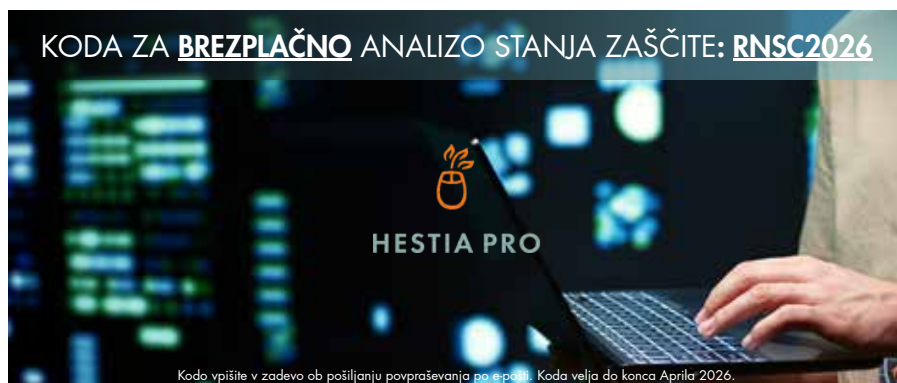 KODA ZA BREZPLAČNO ANALIZO STANJA ZAŠČITE: RNSC2026
HESTIA PRO
Kodo vpišite v zadevo ob pošiljanju povpraševanja po e-pošti. Koda velja do konca Aprila 2026.